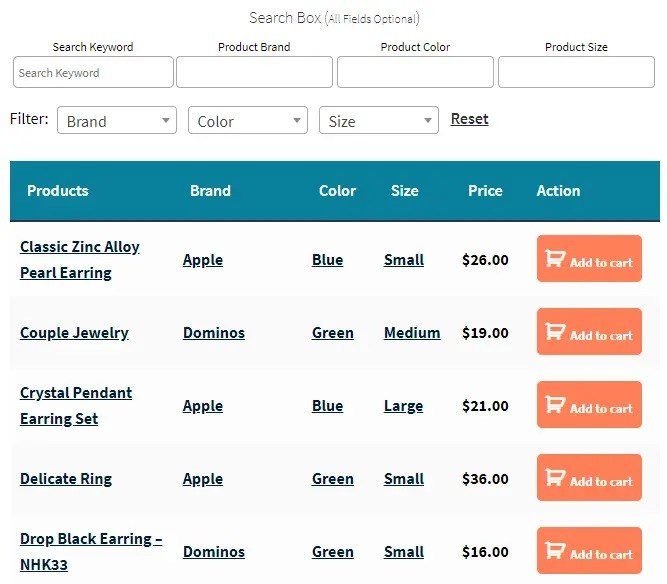 Search Box (All Fields Optional)
Search Keyword Product Brand Product Color Product Size
Search Keyword
Filter: Brand Color Size Reset
Products Brand Color Size Price Action
Classic Zinc Alloy
Pearl Earring Apple Blue Small $26.00 Add to cart
Couple Jewelry Dominos Green Medium $19.00 Add to cart
Crystal Pendant
Earring Set Apple Blue Large $21.00 Add to cart
Delicate Ring Apple Green Small $36.00 Add to cart
Drop Black Earring –
NHK33 Dominos Green Small $16.00 Add to cart